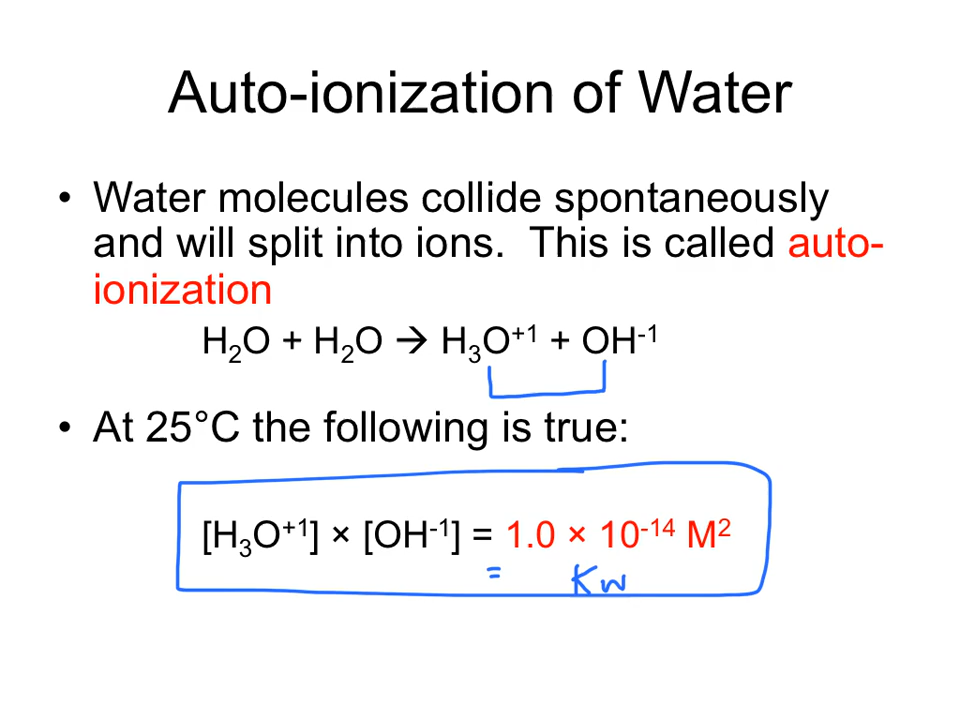 Auto-ionization of Water
• Water molecules collide spontaneously
and will split into ions.  This is called auto-
ionization
H₂O + H₂O → H₃O⁺¹ + OH⁻¹
• At 25°C the following is true:
[H₃O⁺¹] × [OH⁻¹] = 1.0 × 10⁻¹⁴ M²
= Kw